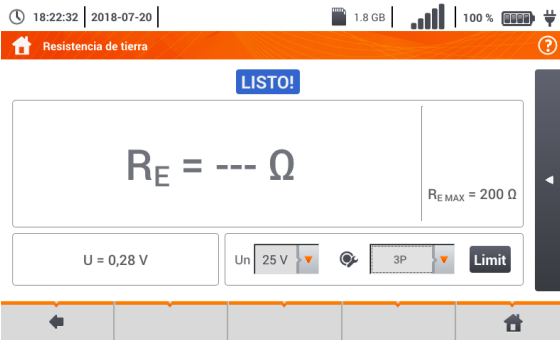 18:22:32 2018-07-20 1.8 GB 100 %
Resistencia de tierra ?
LISTO!
RE = --- Ω
RE MAX = 200 Ω
U = 0,28 V
Un 25 V 3P Limit